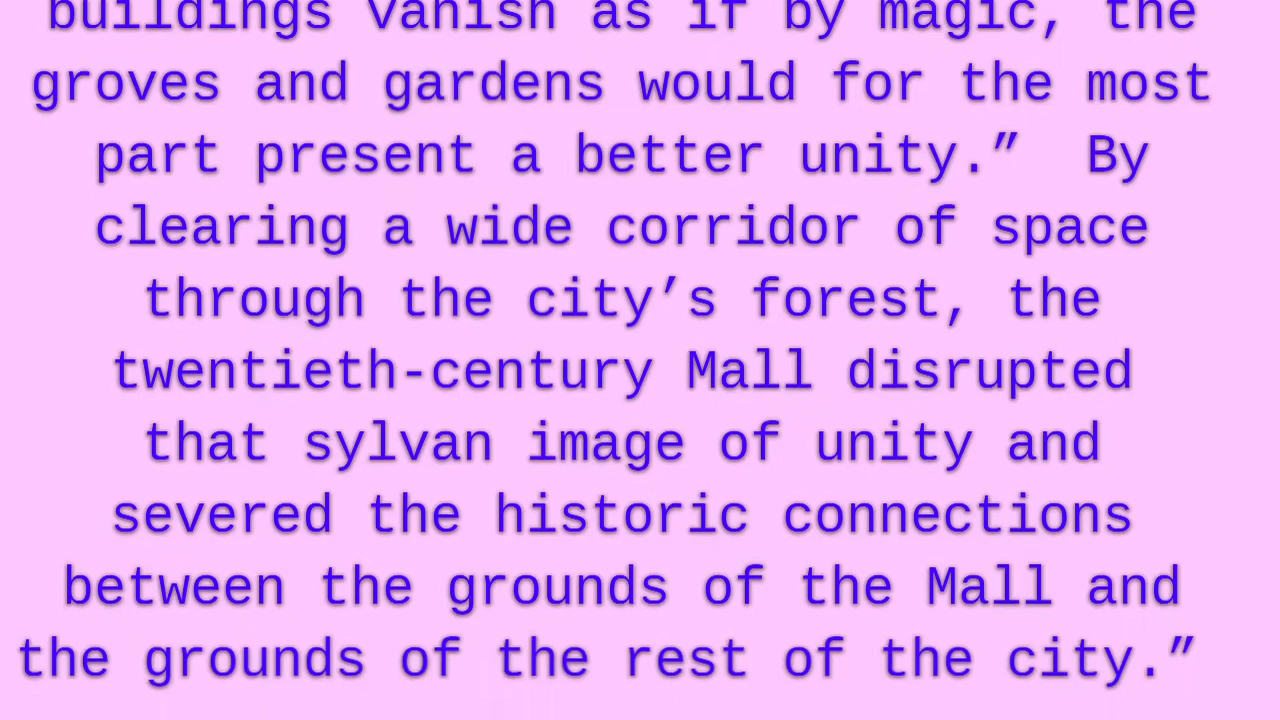 buildings vanish as if by magic, the
groves and gardens would for the most
part present a better unity.”  By
clearing a wide corridor of space
through the city’s forest, the
twentieth-century Mall disrupted
that sylvan image of unity and
severed the historic connections
between the grounds of the Mall and
the grounds of the rest of the city.”